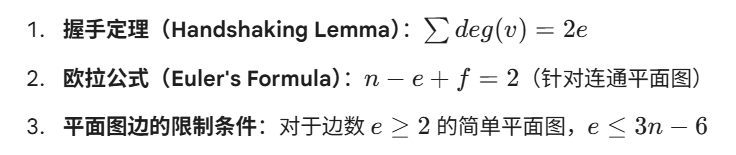 1. 握手定理（Handshaking Lemma）：∑ deg(v) = 2e
2. 欧拉公式（Euler's Formula）：n − e + f = 2（针对连通平面图）
3. 平面图边的限制条件：对于边数 e ≥ 2 的简单平面图，e ≤ 3n − 6